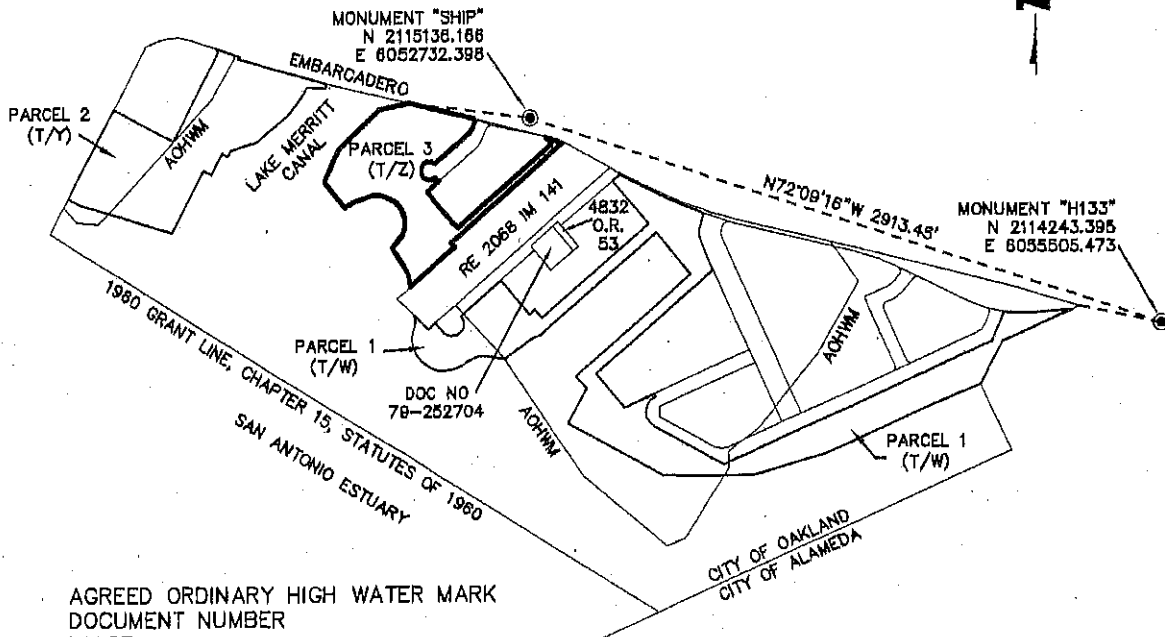 MONUMENT "SHIP"
N 2115136.166
E 6052732.398
EMBARCADERO
PARCEL 2
(T/Y)
AOHWM
LAKE MERRITT
CANAL
PARCEL 3
(T/Z)
N72°09'16"W 2913.45'
MONUMENT "H133"
N 2114243.395
E 6055505.473
RE 2068 IM 141
4832
O.R.
53
1960 GRANT LINE, CHAPTER 15, STATUTES OF 1960
SAN ANTONIO ESTUARY
PARCEL 1
(T/W)
DOC NO
79-252704
AOHWM
AOHWM
PARCEL 1
(T/W)
CITY OF OAKLAND
CITY OF ALAMEDA
AGREED ORDINARY HIGH WATER MARK
DOCUMENT NUMBER